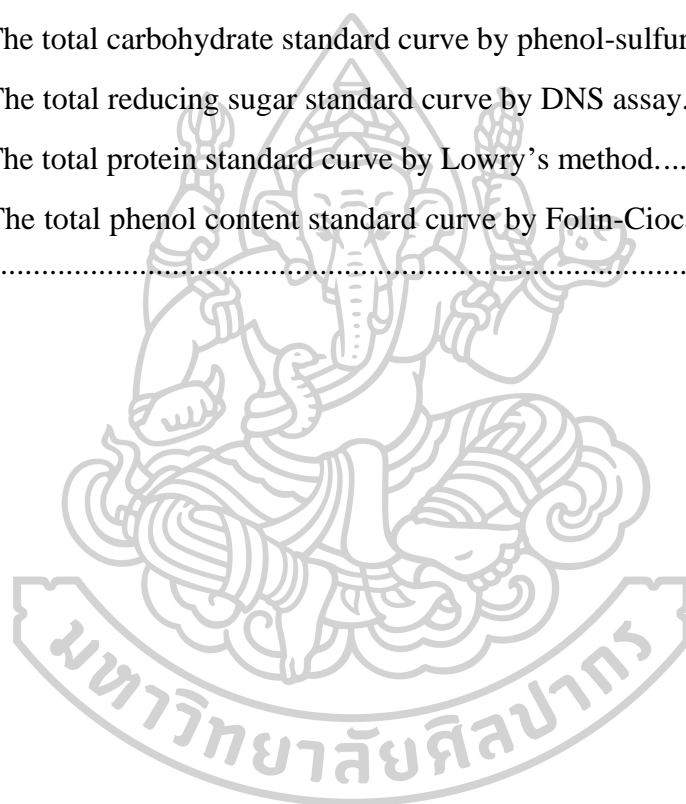 The total carbohydrate standard curve by phenol-sulfur
The total reducing sugar standard curve by DNS assay.
The total protein standard curve by Lowry’s method.....
The total phenol content standard curve by Folin-Cioc
...................................................................................
มหาวิทยาลัยศิลปากร